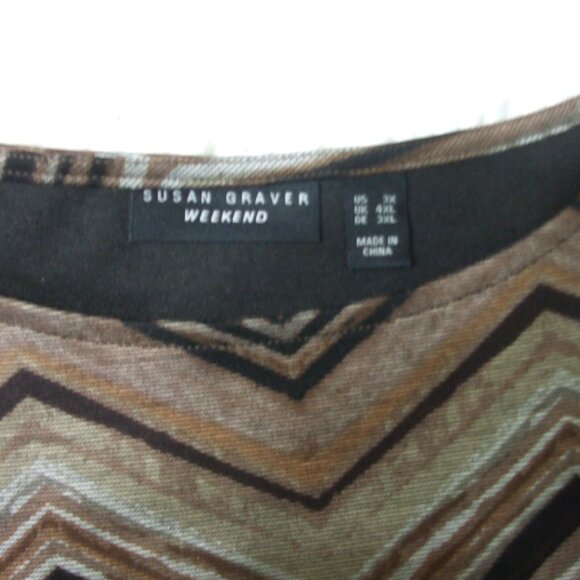 SUSAN GRAVER
WEEKEND
US 3X
UK 4XL
DE 3XL
MADE IN
CHINA